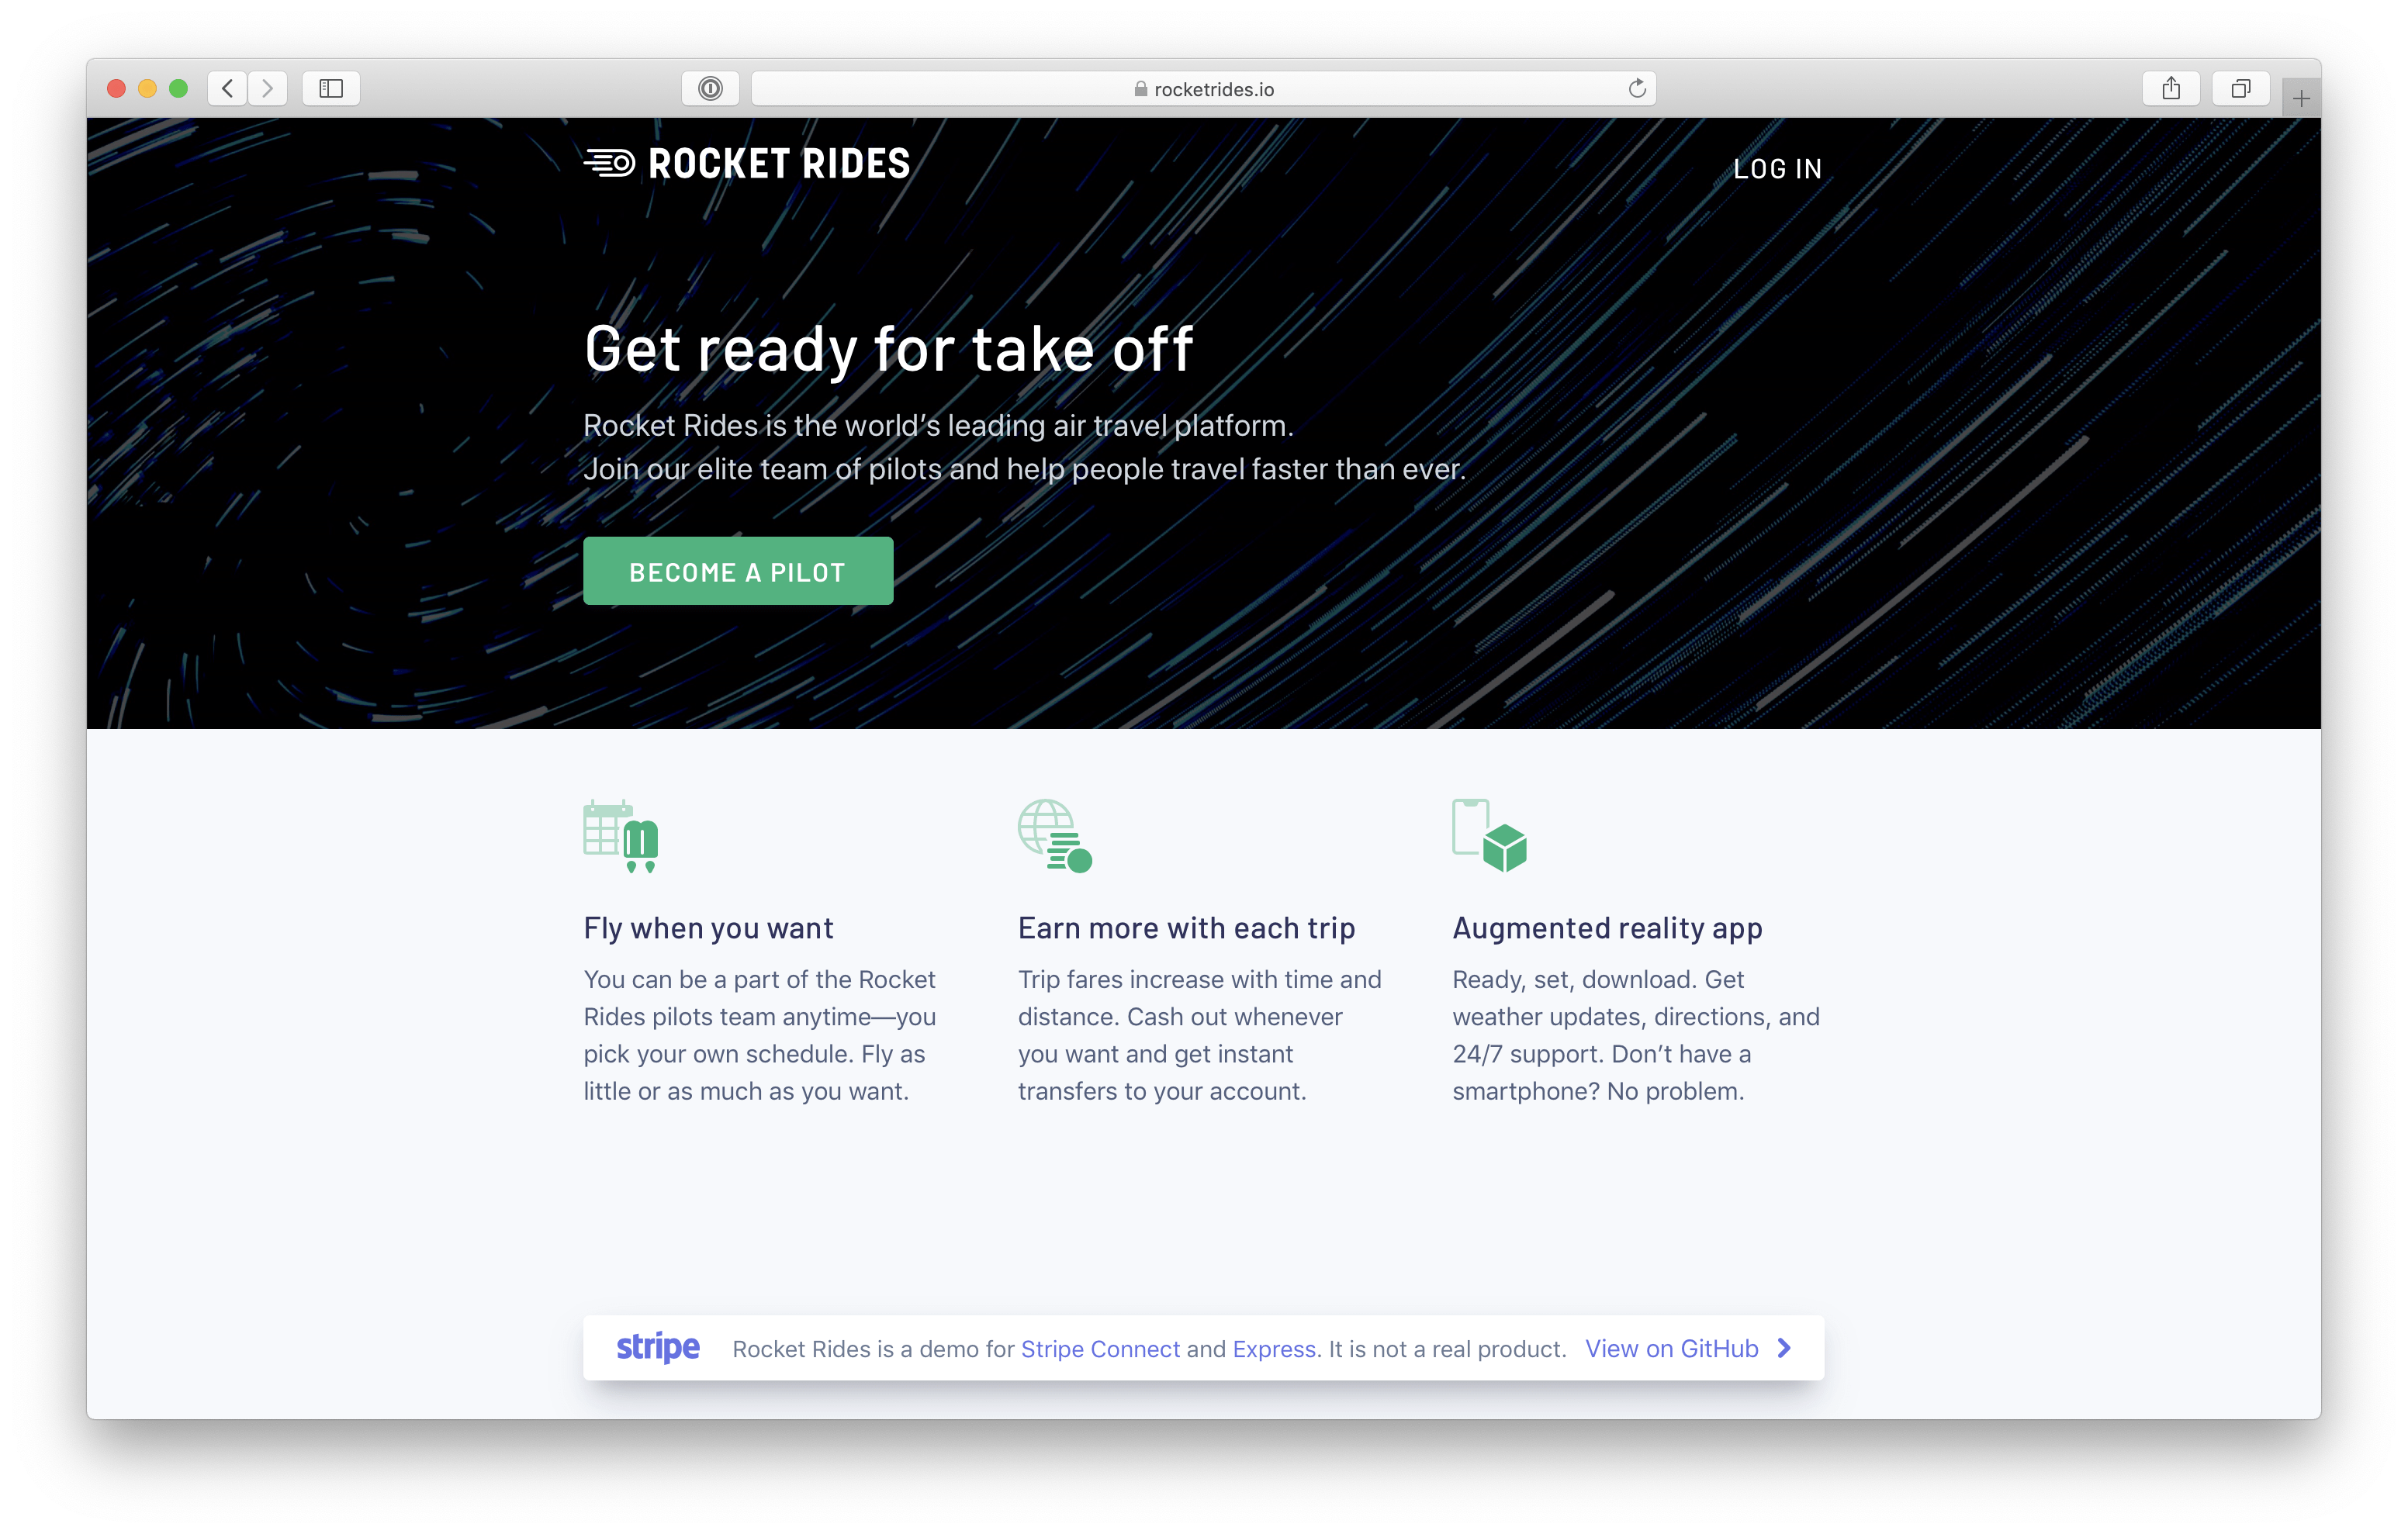 rocketrides.io
ROCKET RIDES
LOG IN
Get ready for take off
Rocket Rides is the world’s leading air travel platform.
Join our elite team of pilots and help people travel faster than ever.
BECOME A PILOT
Fly when you want
You can be a part of the Rocket
Rides pilots team anytime—you
pick your own schedule. Fly as
little or as much as you want.
Earn more with each trip
Trip fares increase with time and
distance. Cash out whenever
you want and get instant
transfers to your account.
Augmented reality app
Ready, set, download. Get
weather updates, directions, and
24/7 support. Don’t have a
smartphone? No problem.
stripe Rocket Rides is a demo for Stripe Connect and Express. It is not a real product. View on GitHub